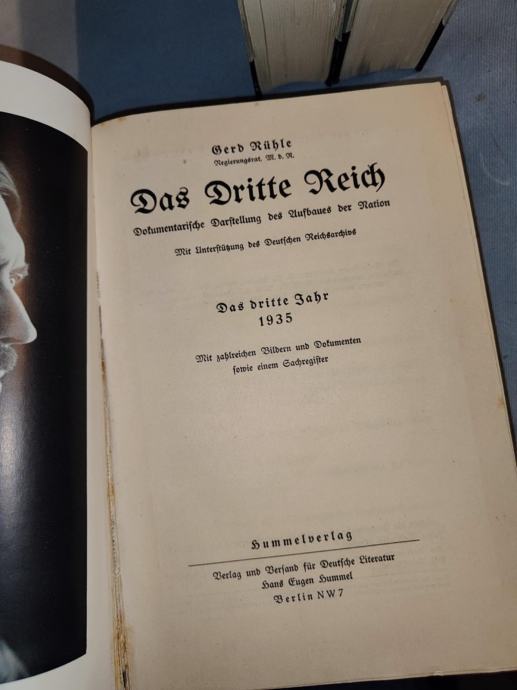 Gerd Rühle
Regierungsrat, M. d. R.
Das Dritte Reich
Dokumentarische Darstellung des Aufbaues der Nation
Mit Unterstützung des Deutschen Reichsarchivs
Das dritte Jahr
1935
Mit zahlreichen Bildern und Dokumenten
sowie einem Sachregister
Hummelverlag
Verlag und Versand für Deutsche Literatur
Hans Eugen Hummel
Berlin NW 7